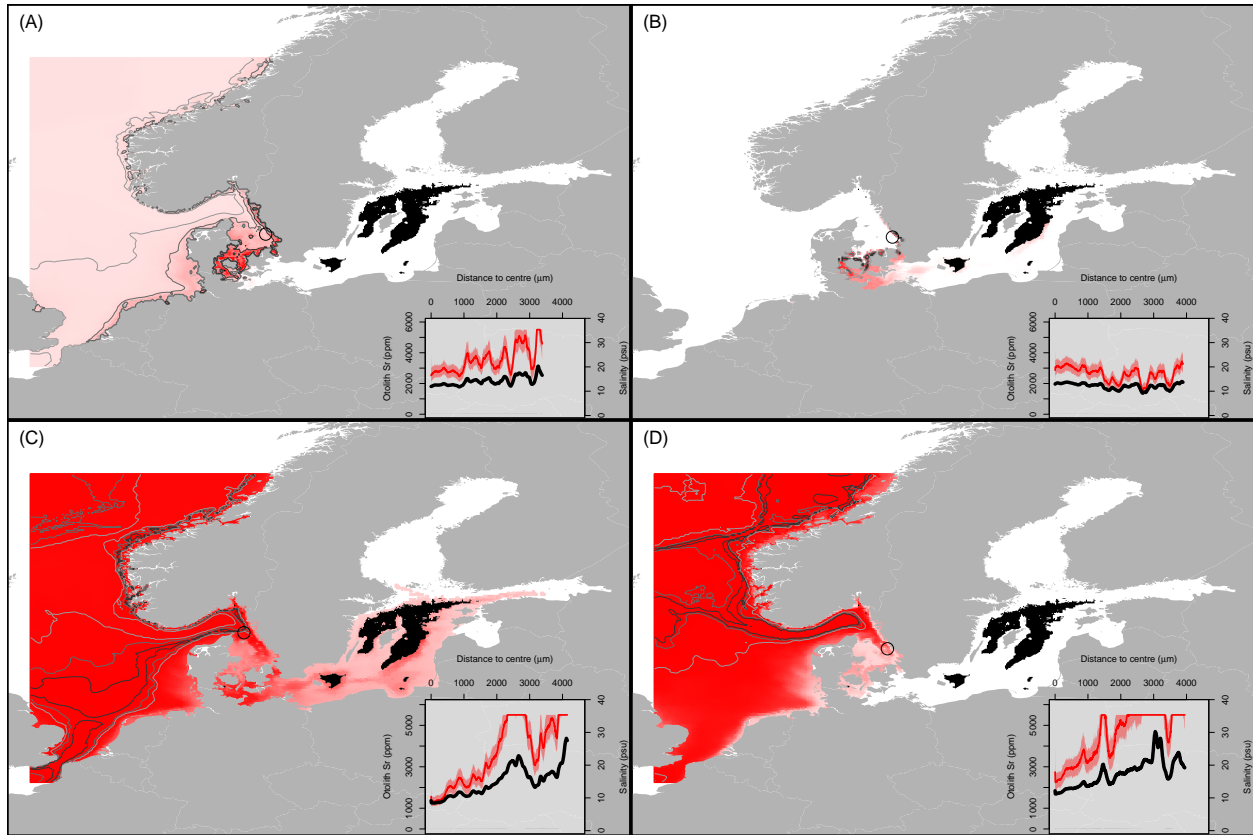 (A)
Distance to centre (μm)
0 1000 2000 3000 4000
Otolith Sr (ppm)
0 2000 4000 6000
Salinity (psu)
0 10 20 30 40
(B)
Distance to centre (μm)
0 1000 2000 3000 4000
Otolith Sr (ppm)
0 2000 4000 6000
Salinity (psu)
0 10 20 30 40
(C)
Distance to centre (μm)
0 1000 2000 3000 4000
Otolith Sr (ppm)
0 1000 3000 5000
Salinity (psu)
0 10 20 30 40
(D)
Distance to centre (μm)
0 1000 2000 3000 4000
Otolith Sr (ppm)
0 1000 3000 5000
Salinity (psu)
0 10 20 30 40